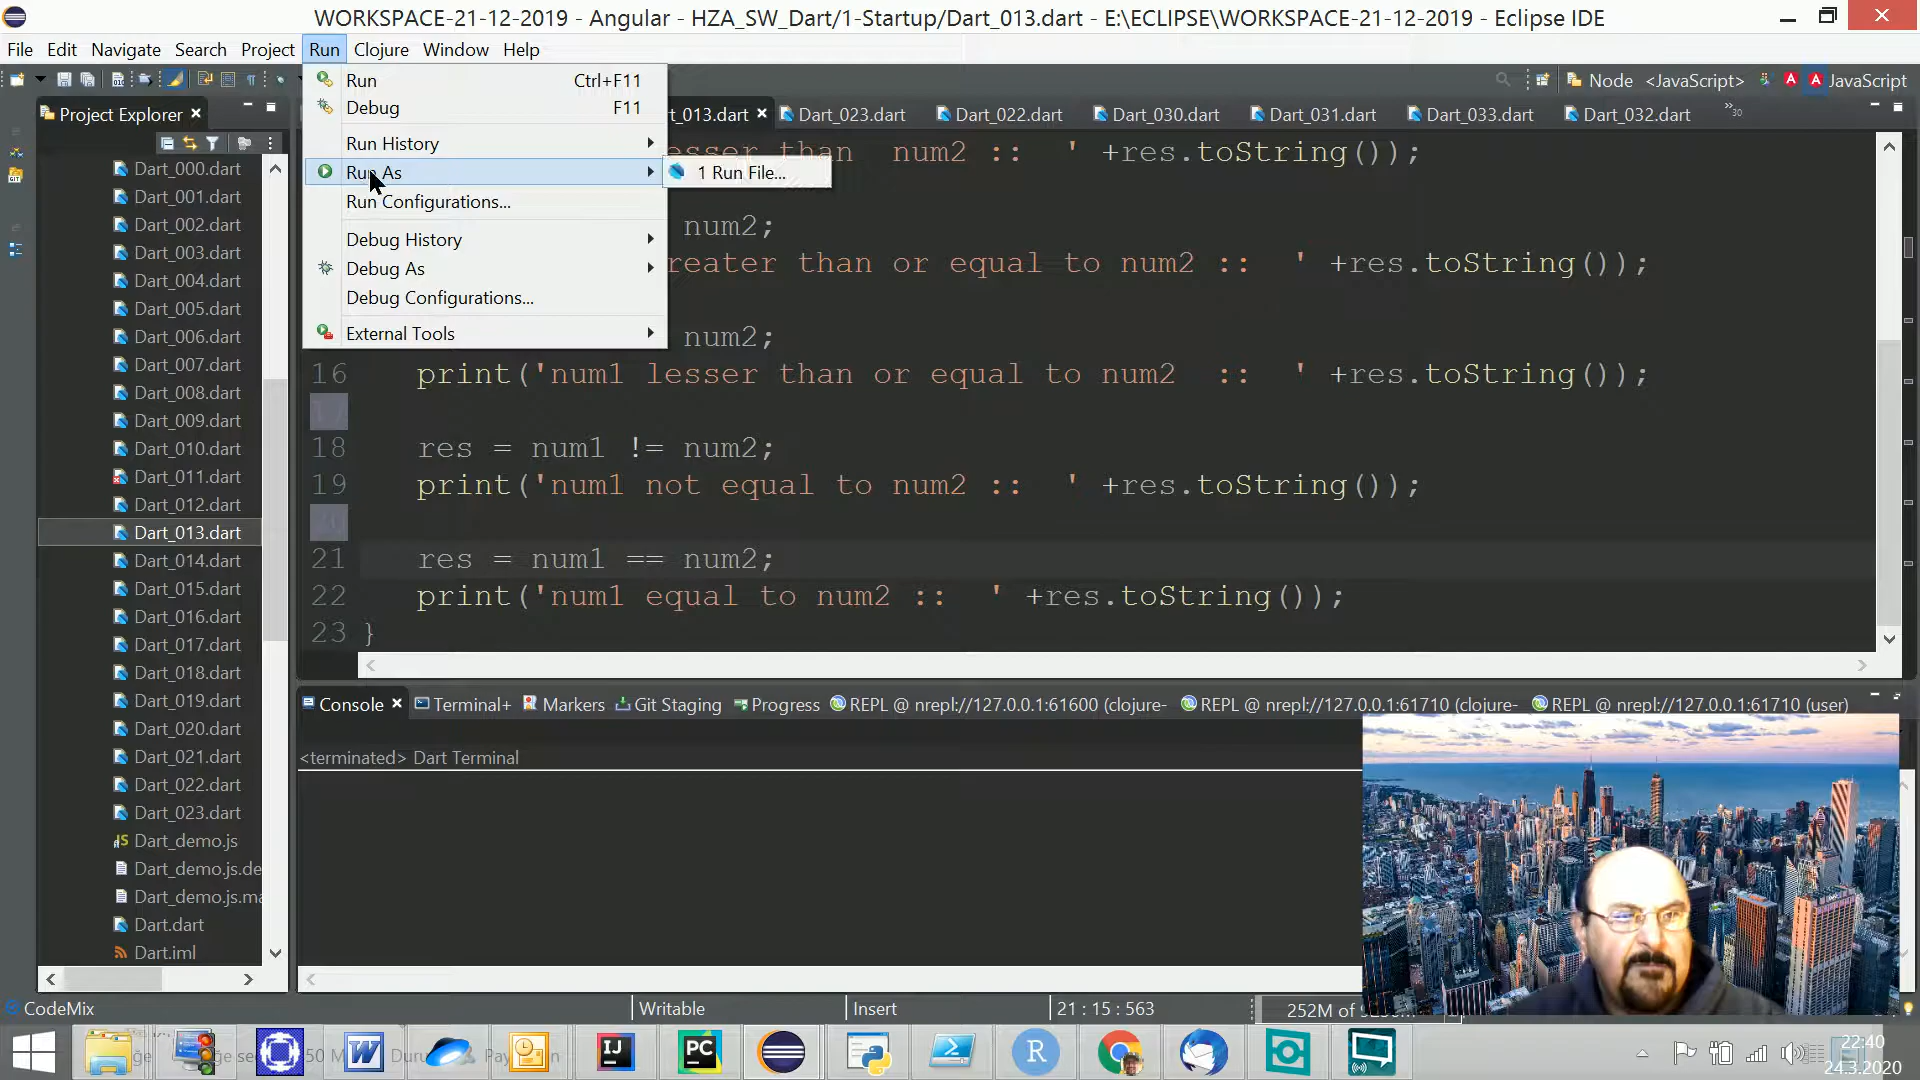 WORKSPACE-21-12-2019 - Angular - HZA_SW_Dart/1-Startup/Dart_013.dart - E:\ECLIPSE\WORKSPACE-21-12-2019 - Eclipse IDE
File Edit Navigate Search Project Run Clojure Window Help
Run Ctrl+F11
Debug F11
Run History
Run As
1 Run File...
Run Configurations...
Debug History
Debug As
Debug Configurations...
External Tools
Node <JavaScript> JavaScript
Project Explorer
Dart_000.dart
Dart_001.dart
Dart_002.dart
Dart_003.dart
Dart_004.dart
Dart_005.dart
Dart_006.dart
Dart_007.dart
Dart_008.dart
Dart_009.dart
Dart_010.dart
Dart_011.dart
Dart_012.dart
Dart_013.dart
Dart_014.dart
Dart_015.dart
Dart_016.dart
Dart_017.dart
Dart_018.dart
Dart_019.dart
Dart_020.dart
Dart_021.dart
Dart_022.dart
Dart_023.dart
Dart_demo.js
Dart_demo.js.de
Dart_demo.js.ma
Dart.dart
Dart.iml
t_013.dart Dart_023.dart Dart_022.dart Dart_030.dart Dart_031.dart Dart_033.dart Dart_032.dart 30
esser than num2 :: ' +res.toString());
num2;
reater than or equal to num2 :: ' +res.toString());
num2;
16 print('num1 lesser than or equal to num2 :: ' +res.toString());
17
18 res = num1 != num2;
19 print('num1 not equal to num2 :: ' +res.toString());
20
21 res = num1 == num2;
22 print('num1 equal to num2 :: ' +res.toString());
23 }
Console Terminal+ Markers Git Staging Progress REPL @ nrepl://127.0.0.1:61600 (clojure- REPL @ nrepl://127.0.0.1:61710 (clojure- REPL @ nrepl://127.0.0.1:61710 (user)
<terminated> Dart Terminal
CodeMix Writable Insert 21 : 15 : 563 252M of
22:40
24.3.2020